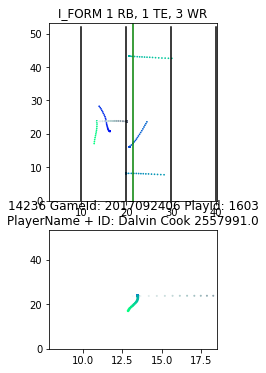 I_FORM 1 RB, 1 TE, 3 WR
50
40
30
20
10
0
10 20 30 40
14236 GameId: 2017092406 PlayId: 1603
PlayerName + ID: Dalvin Cook 2557991.0
40
20
0
10.0 12.5 15.0 17.5